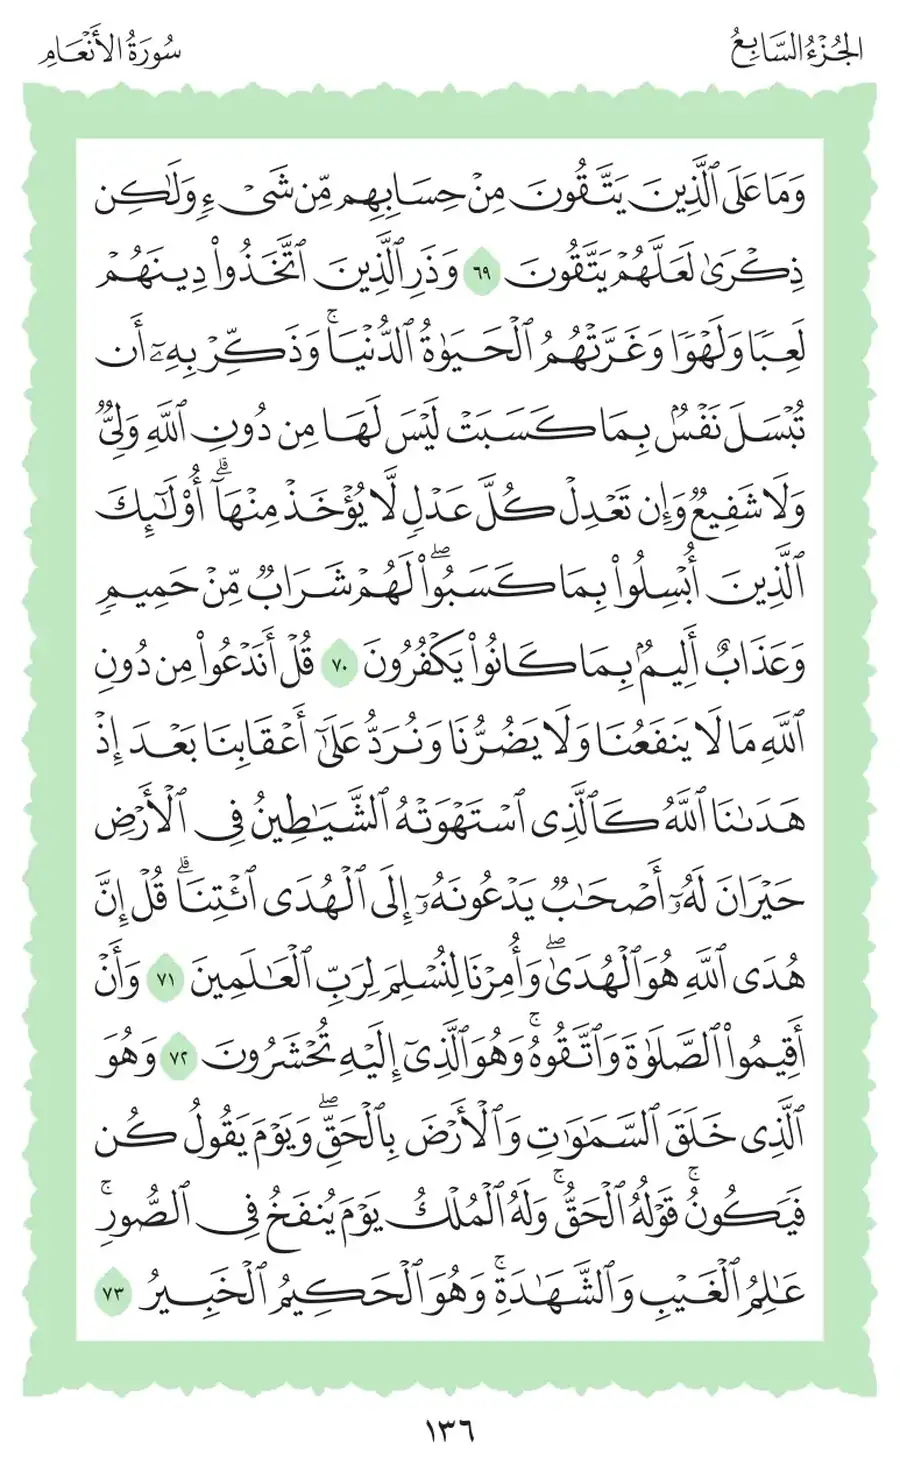 الجُزْءُ السَّابِعُ
سُورَةُ الأَنْعَامِ
وَمَا عَلَى ٱلَّذِينَ يَتَّقُونَ مِنْ حِسَابِهِم مِّن شَىْءٍ وَلَٰكِن
ذِكْرَىٰ لَعَلَّهُمْ يَتَّقُونَ ٦٩ وَذَرِ ٱلَّذِينَ ٱتَّخَذُوا۟ دِينَهُمْ
لَعِبًا وَلَهْوًا وَغَرَّتْهُمُ ٱلْحَيَوٰةُ ٱلدُّنْيَا ۚ وَذَكِّرْ بِهِۦٓ أَن
تُبْسَلَ نَفْسٌۢ بِمَا كَسَبَتْ لَيْسَ لَهَا مِن دُونِ ٱللَّهِ وَلِىٌّ
وَلَا شَفِيعٌ وَإِن تَعْدِلْ كُلَّ عَدْلٍ لَّا يُؤْخَذْ مِنْهَآ ۗ أُو۟لَٰٓئِكَ
ٱلَّذِينَ أُبْسِلُوا۟ بِمَا كَسَبُوا۟ ۖ لَهُمْ شَرَابٌ مِّنْ حَمِيمٍ
وَعَذَابٌ أَلِيمٌۢ بِمَا كَانُوا۟ يَكْفُرُونَ ٧٠ قُلْ أَنَدْعُوا۟ مِن دُونِ
ٱللَّهِ مَا لَا يَنفَعُنَا وَلَا يَضُرُّنَا وَنُرَدُّ عَلَىٰٓ أَعْقَابِنَا بَعْدَ إِذْ
هَدَىٰنَا ٱللَّهُ كَٱلَّذِى ٱسْتَهْوَتْهُ ٱلشَّيَٰطِينُ فِى ٱلْأَرْضِ
حَيْرَانَ لَهُۥٓ أَصْحَٰبٌ يَدْعُونَهُۥٓ إِلَى ٱلْهُدَى ٱئْتِنَا ۗ قُلْ إِنَّ
هُدَى ٱللَّهِ هُوَ ٱلْهُدَىٰ ۖ وَأُمِرْنَا لِنُسْلِمَ لِرَبِّ ٱلْعَٰلَمِينَ ٧١ وَأَنْ
أَقِيمُوا۟ ٱلصَّلَوٰةَ وَٱتَّقُوهُ ۚ وَهُوَ ٱلَّذِىٓ إِلَيْهِ تُحْشَرُونَ ٧٢ وَهُوَ
ٱلَّذِى خَلَقَ ٱلسَّمَٰوَٰتِ وَٱلْأَرْضَ بِٱلْحَقِّ ۖ وَيَوْمَ يَقُولُ كُن
فَيَكُونُ ۚ قَوْلُهُ ٱلْحَقُّ ۚ وَلَهُ ٱلْمُلْكُ يَوْمَ يُنفَخُ فِى ٱلصُّورِ ۚ
عَٰلِمُ ٱلْغَيْبِ وَٱلشَّهَٰدَةِ ۚ وَهُوَ ٱلْحَكِيمُ ٱلْخَبِيرُ ٧٣
١٣٦